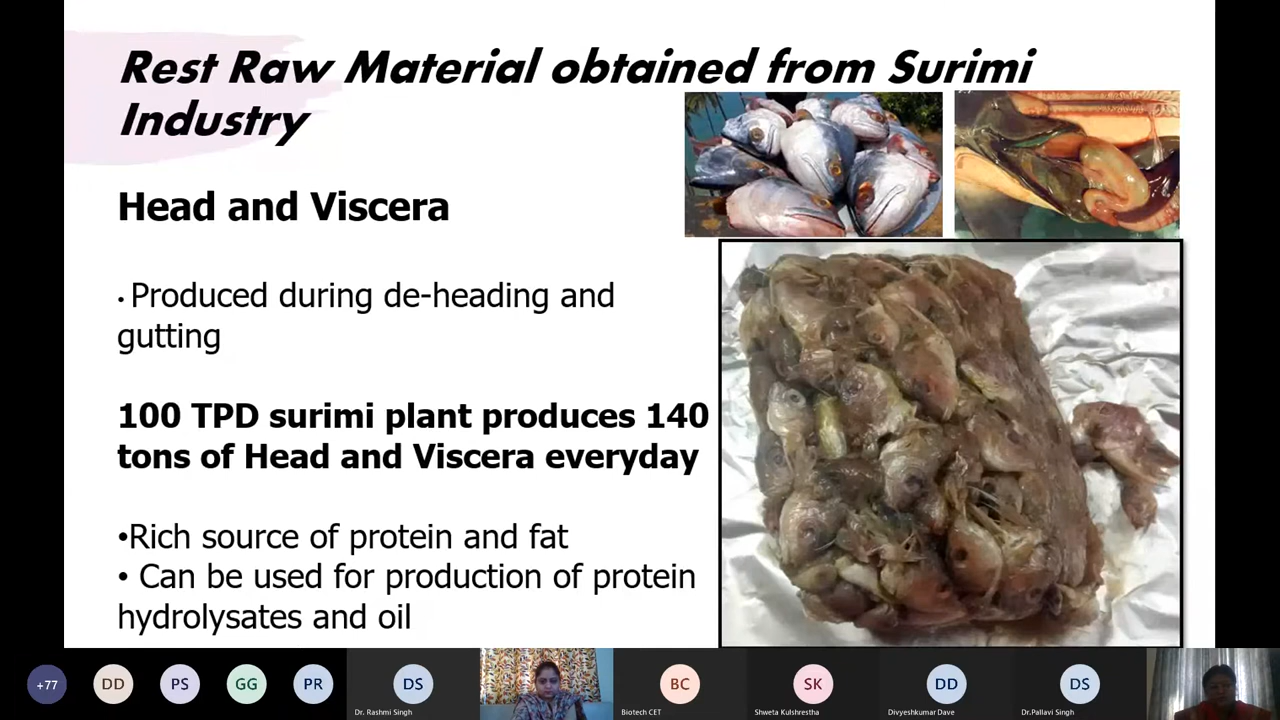 Rest Raw Material obtained from Surimi
Industry
Head and Viscera
• Produced during de-heading and
gutting
100 TPD surimi plant produces 140
tons of Head and Viscera everyday
•Rich source of protein and fat
• Can be used for production of protein
hydrolysates and oil
+77
DD
PS
GG
PR
DS
Dr. Rashmi Singh
BC
Biotech CET
SK
Shweta Kulshrestha
DD
Divyeshkumar Dave
DS
Dr.Pallavi Singh